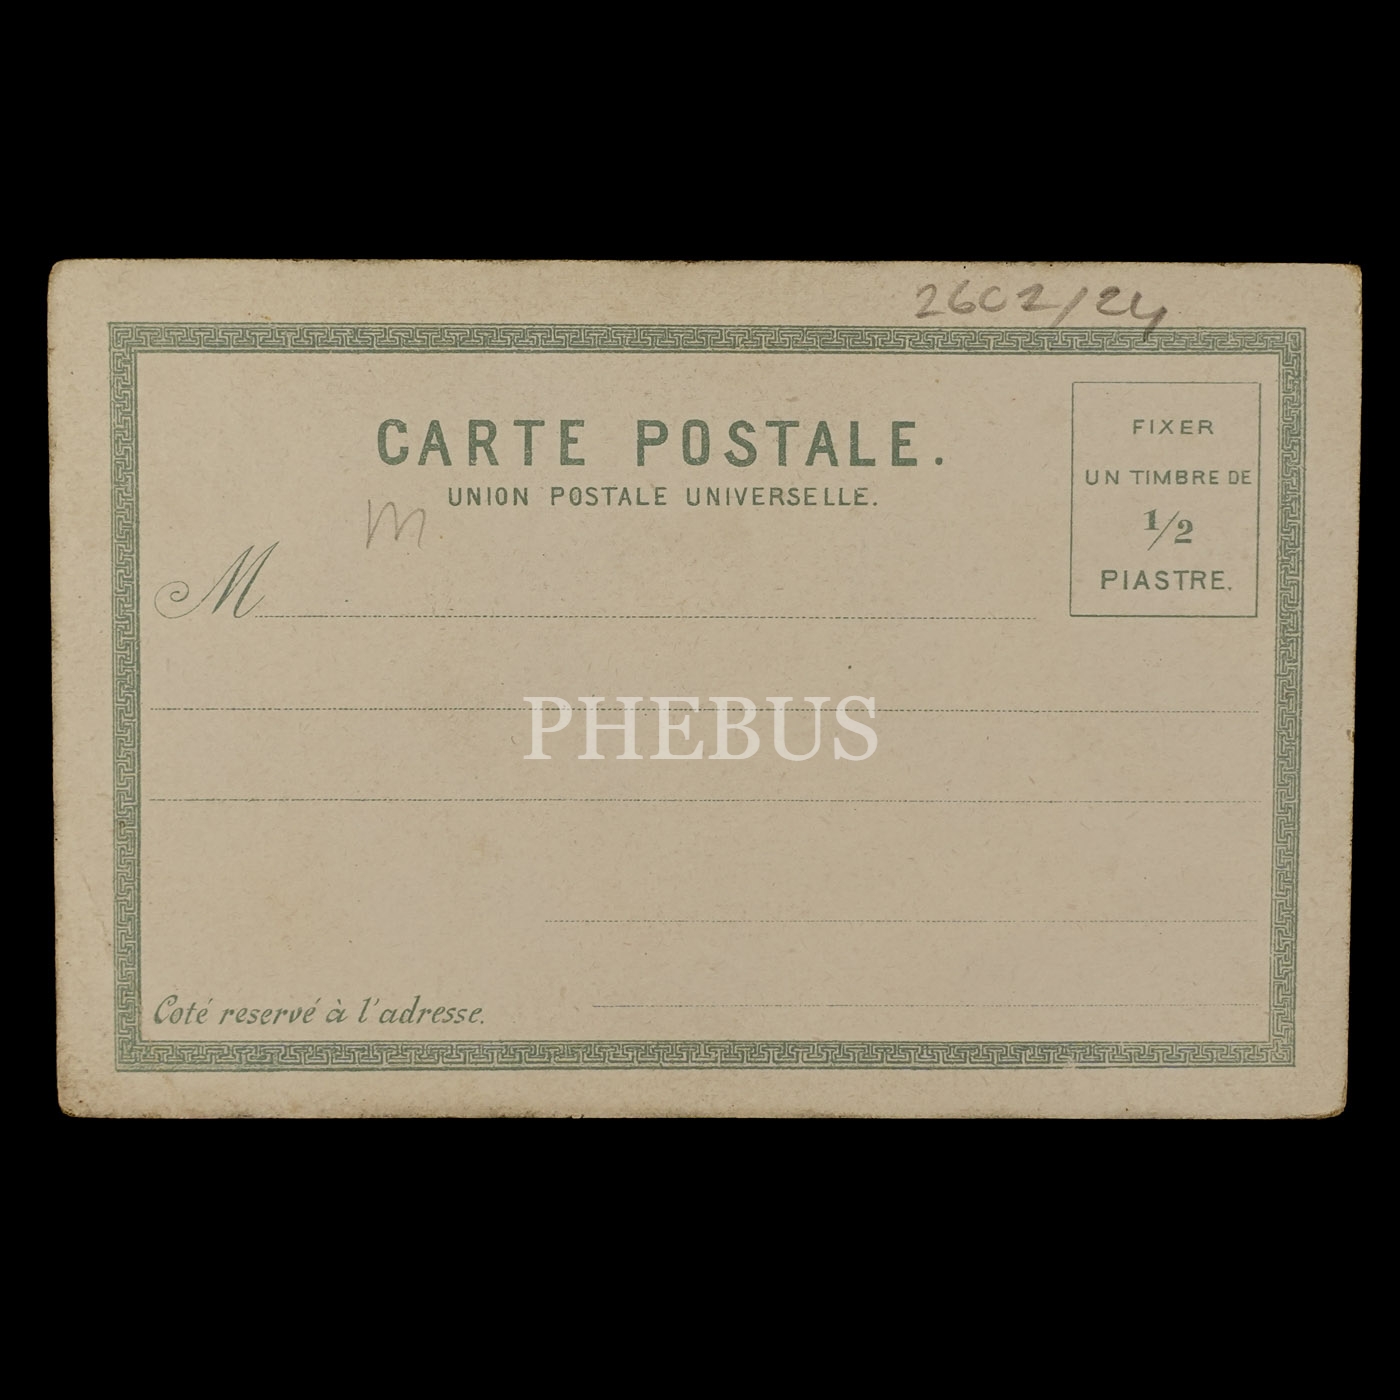 2602/24
CARTE POSTALE.
UNION POSTALE UNIVERSELLE.
FIXER
UN TIMBRE DE
1/2
PIASTRE.
m.
M
PHEBUS
Coté reservé à l'adresse.